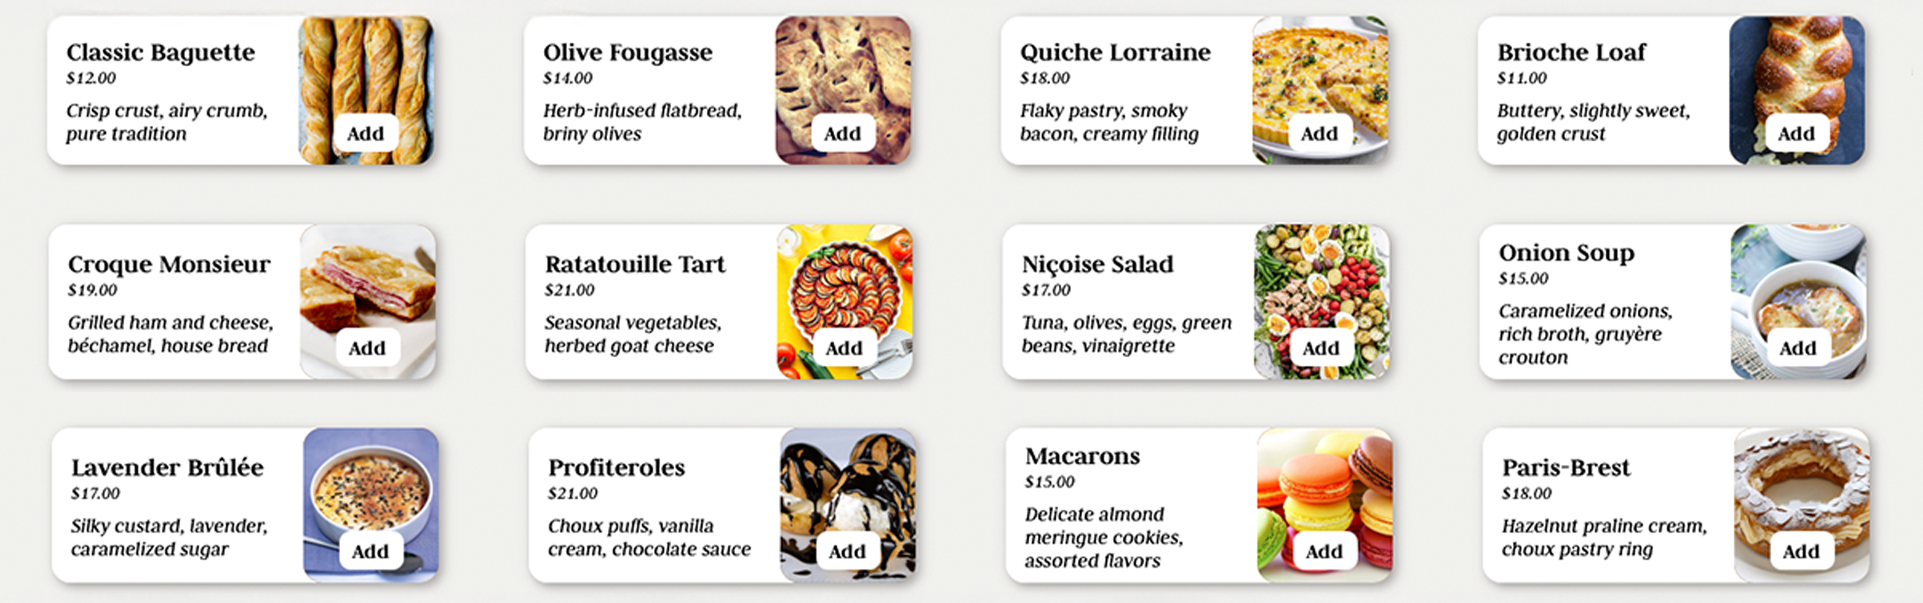 Classic Baguette
$12.00
Crisp crust, airy crumb,
pure tradition
Add
Olive Fougasse
$14.00
Herb-infused flatbread,
briny olives
Add
Quiche Lorraine
$18.00
Flaky pastry, smoky
bacon, creamy filling
Add
Brioche Loaf
$11.00
Buttery, slightly sweet,
golden crust
Add
Croque Monsieur
$19.00
Grilled ham and cheese,
béchamel, house bread
Add
Ratatouille Tart
$21.00
Seasonal vegetables,
herbed goat cheese
Add
Niçoise Salad
$17.00
Tuna, olives, eggs, green
beans, vinaigrette
Add
Onion Soup
$15.00
Caramelized onions,
rich broth, gruyère
crouton
Add
Lavender Brûlée
$17.00
Silky custard, lavender,
caramelized sugar
Add
Profiteroles
$21.00
Choux puffs, vanilla
cream, chocolate sauce
Add
Macarons
$15.00
Delicate almond
meringue cookies,
assorted flavors
Add
Paris-Brest
$18.00
Hazelnut praline cream,
choux pastry ring
Add